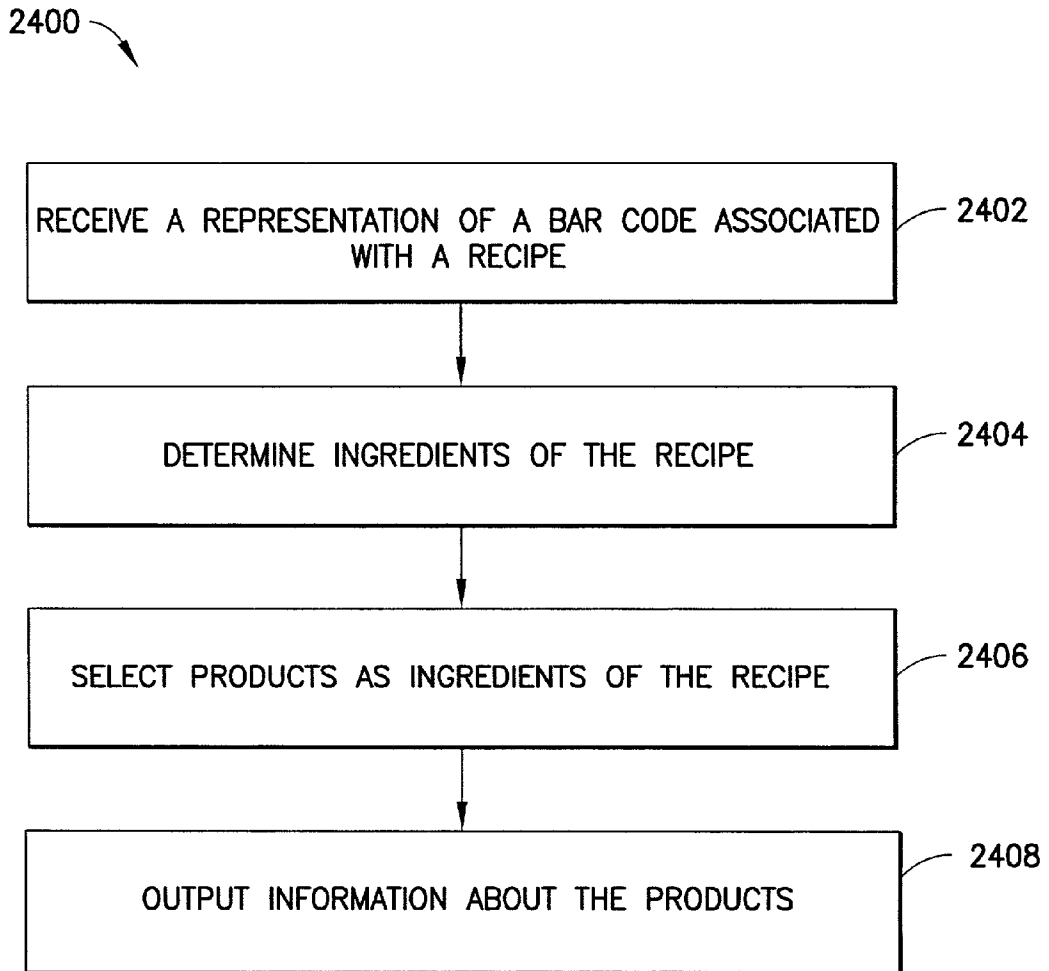 2400
RECEIVE A REPRESENTATION OF A BAR CODE ASSOCIATED
WITH A RECIPE
2402
DETERMINE INGREDIENTS OF THE RECIPE
2404
SELECT PRODUCTS AS INGREDIENTS OF THE RECIPE
2406
OUTPUT INFORMATION ABOUT THE PRODUCTS
2408